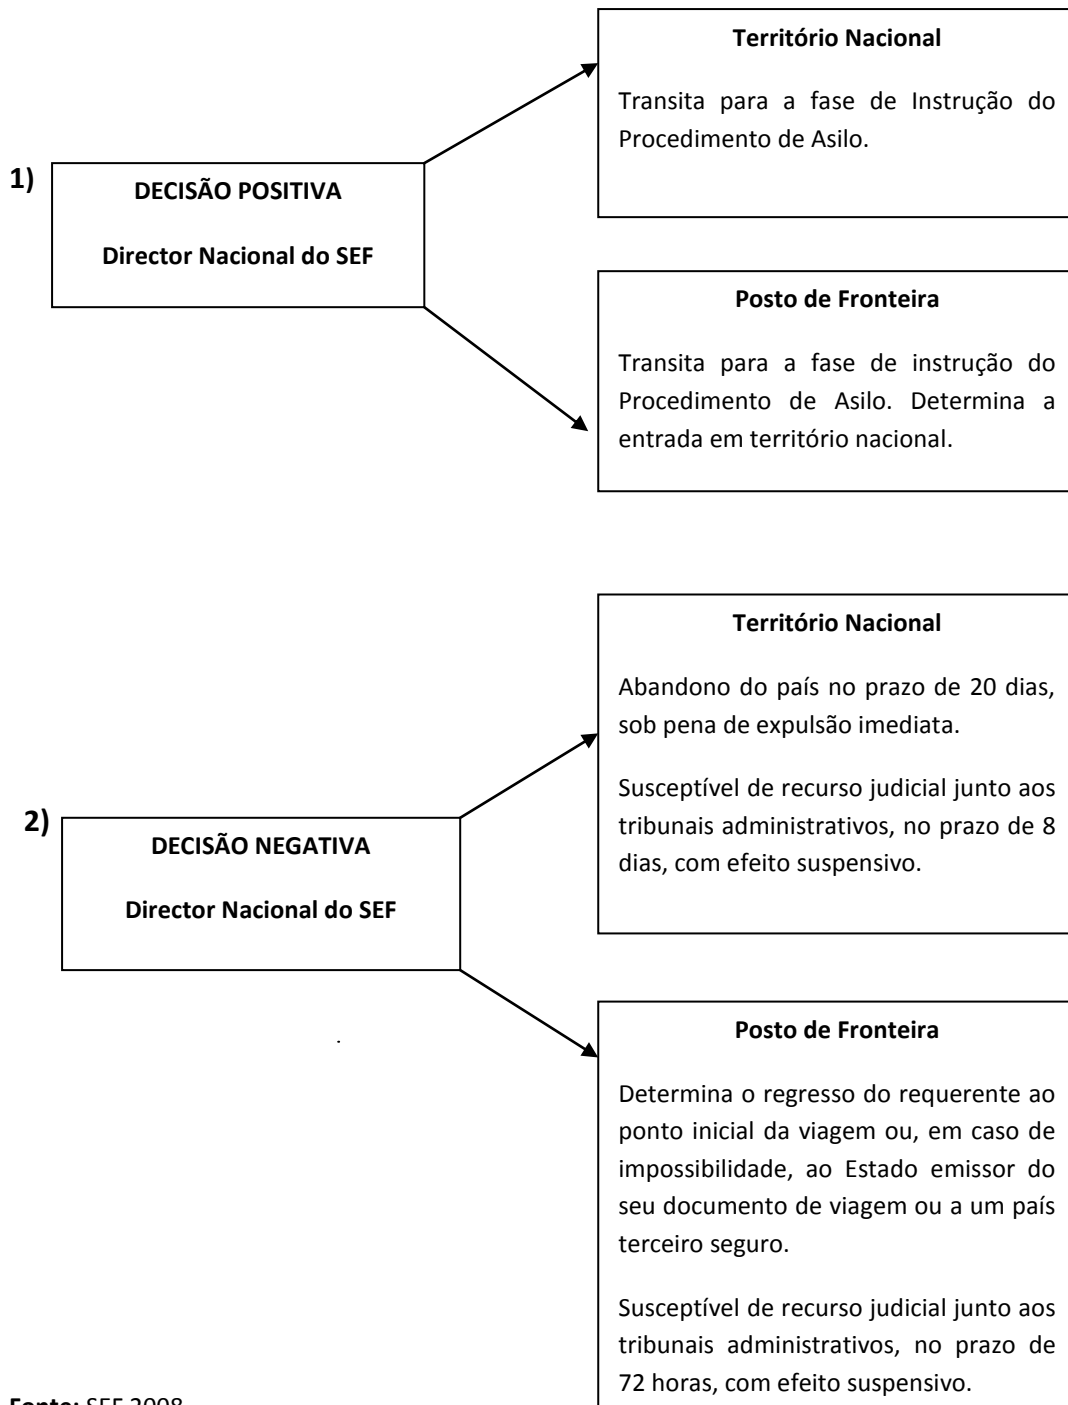 1)
DECISÃO POSITIVA
Director Nacional do SEF
Território Nacional
Transita para a fase de Instrução do
Procedimento de Asilo.
Posto de Fronteira
Transita para a fase de instrução do
Procedimento de Asilo. Determina a
entrada em território nacional.
2)
DECISÃO NEGATIVA
Director Nacional do SEF
.
Território Nacional
Abandono do país no prazo de 20 dias,
sob pena de expulsão imediata.
Susceptível de recurso judicial junto aos
tribunais administrativos, no prazo de 8
dias, com efeito suspensivo.
Posto de Fronteira
Determina o regresso do requerente ao
ponto inicial da viagem ou, em caso de
impossibilidade, ao Estado emissor do
seu documento de viagem ou a um país
terceiro seguro.
Susceptível de recurso judicial junto aos
tribunais administrativos, no prazo de
72 horas, com efeito suspensivo.
Fonte: SEF 2008